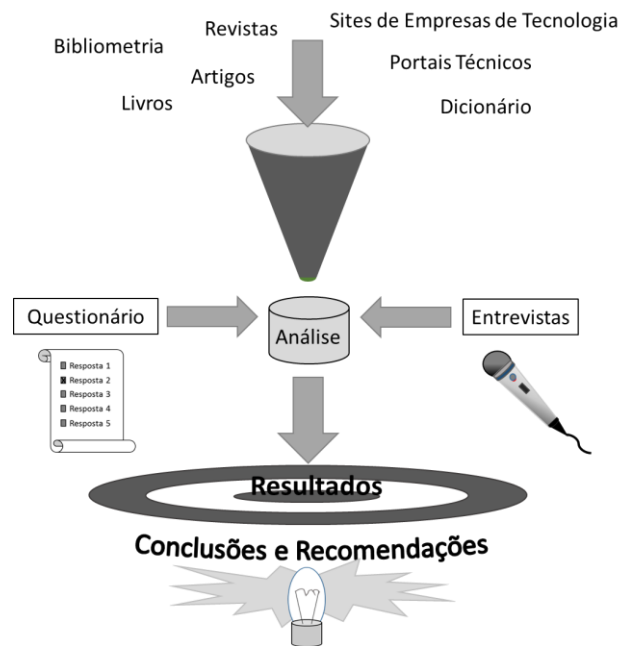 Sites de Empresas de Tecnologia
Revistas
Bibliometria
Portais Técnicos
Artigos
Livros
Dicionário
Questionário
Análise
Entrevistas
Resposta 1
Resposta 2
Resposta 3
Resposta 4
Resposta 5
Resultados
Conclusões e Recomendações